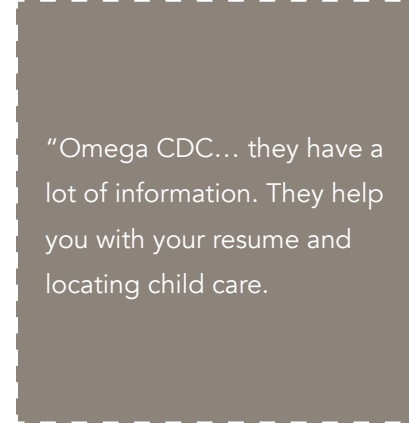 “Omega CDC… they have a
lot of information. They help
you with your resume and
locating child care.